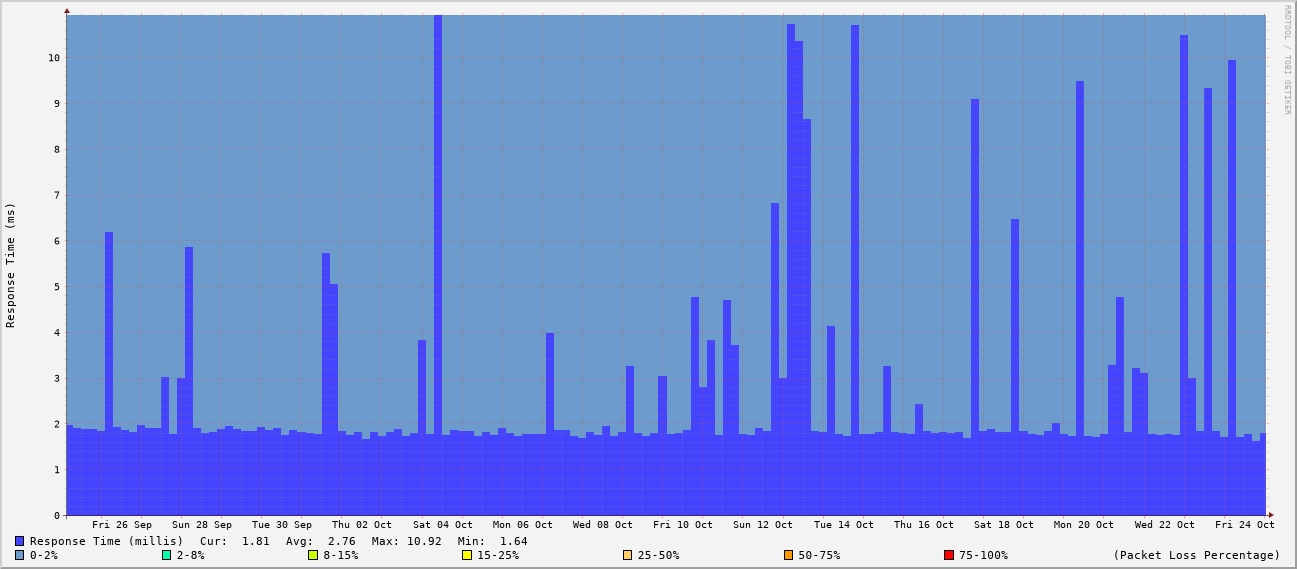 RRDTOOL / TOBI OETIKER
Response Time (ms)
10
9
8
7
6
5
4
3
2
1
0
Fri 26 Sep Sun 28 Sep Tue 30 Sep Thu 02 Oct Sat 04 Oct Mon 06 Oct Wed 08 Oct Fri 10 Oct Sun 12 Oct Tue 14 Oct Thu 16 Oct Sat 18 Oct Mon 20 Oct Wed 22 Oct Fri 24 Oct
Response Time (millis) Cur: 1.81 Avg: 2.76 Max: 10.92 Min: 1.64
0-2% 2-8% 8-15% 15-25% 25-50% 50-75% 75-100% (Packet Loss Percentage)